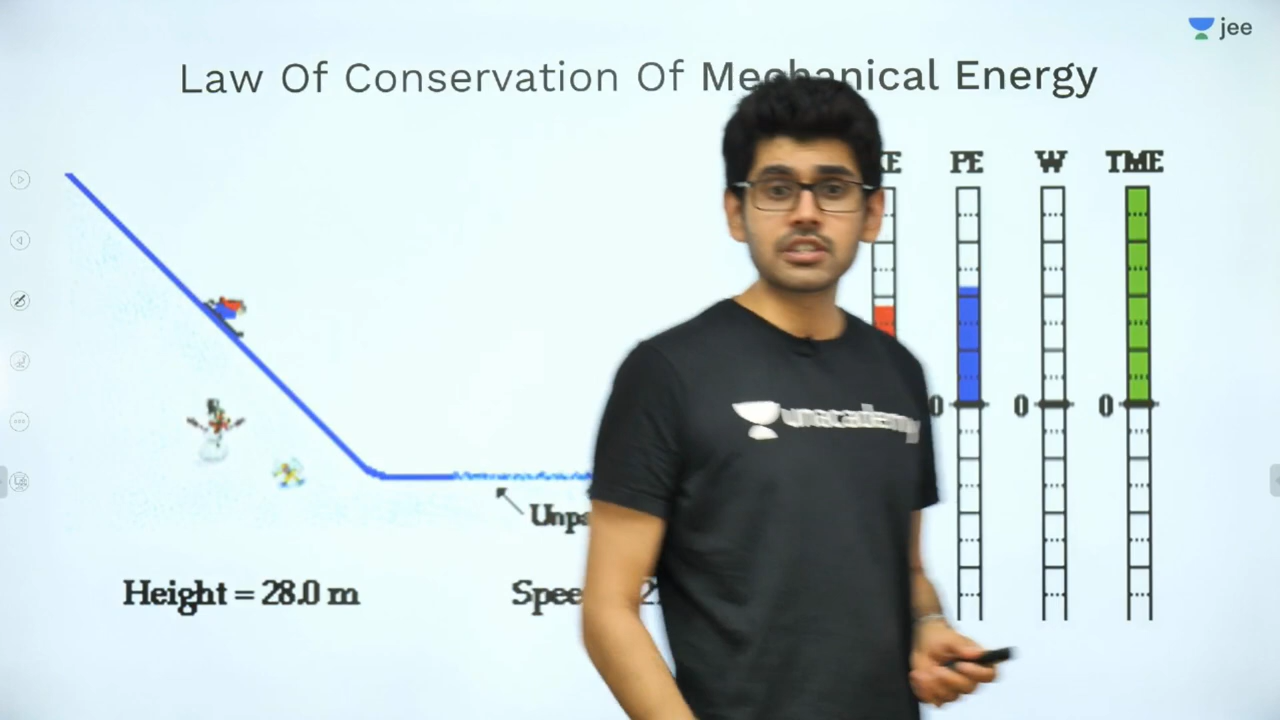 jee
Law Of Conservation Of Mechanical Energy
PE W TME
0 0 0
unacademy
Height = 28.0 m